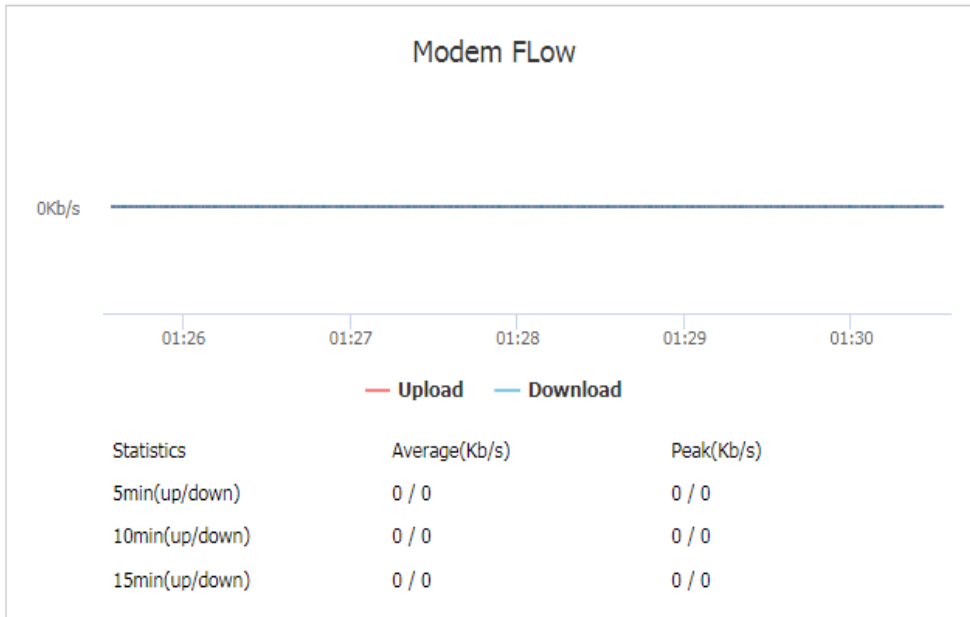 Modem FLow
0Kb/s
01:26 01:27 01:28 01:29 01:30
Upload Download
Statistics Average(Kb/s) Peak(Kb/s)
5min(up/down) 0 / 0 0 / 0
10min(up/down) 0 / 0 0 / 0
15min(up/down) 0 / 0 0 / 0